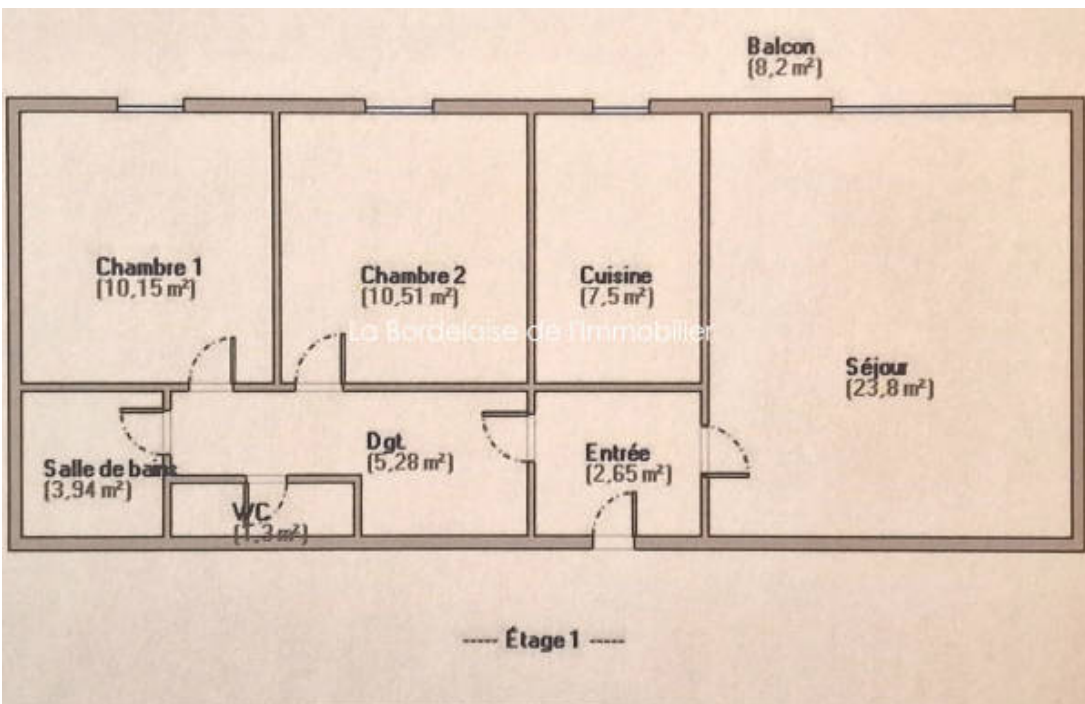 Balcon
(8,2 m²)
Chambre 1
(10,15 m²)
Chambre 2
(10,51 m²)
Cuisine
(7,5 m²)
La Bordelaise de l'Immobilier
Séjour
(23,8 m²)
Dgt
(5,28 m²)
Entrée
(2,65 m²)
Salle de bains
(3,94 m²)
WC
(1,3 m²)
----- Étage 1 -----